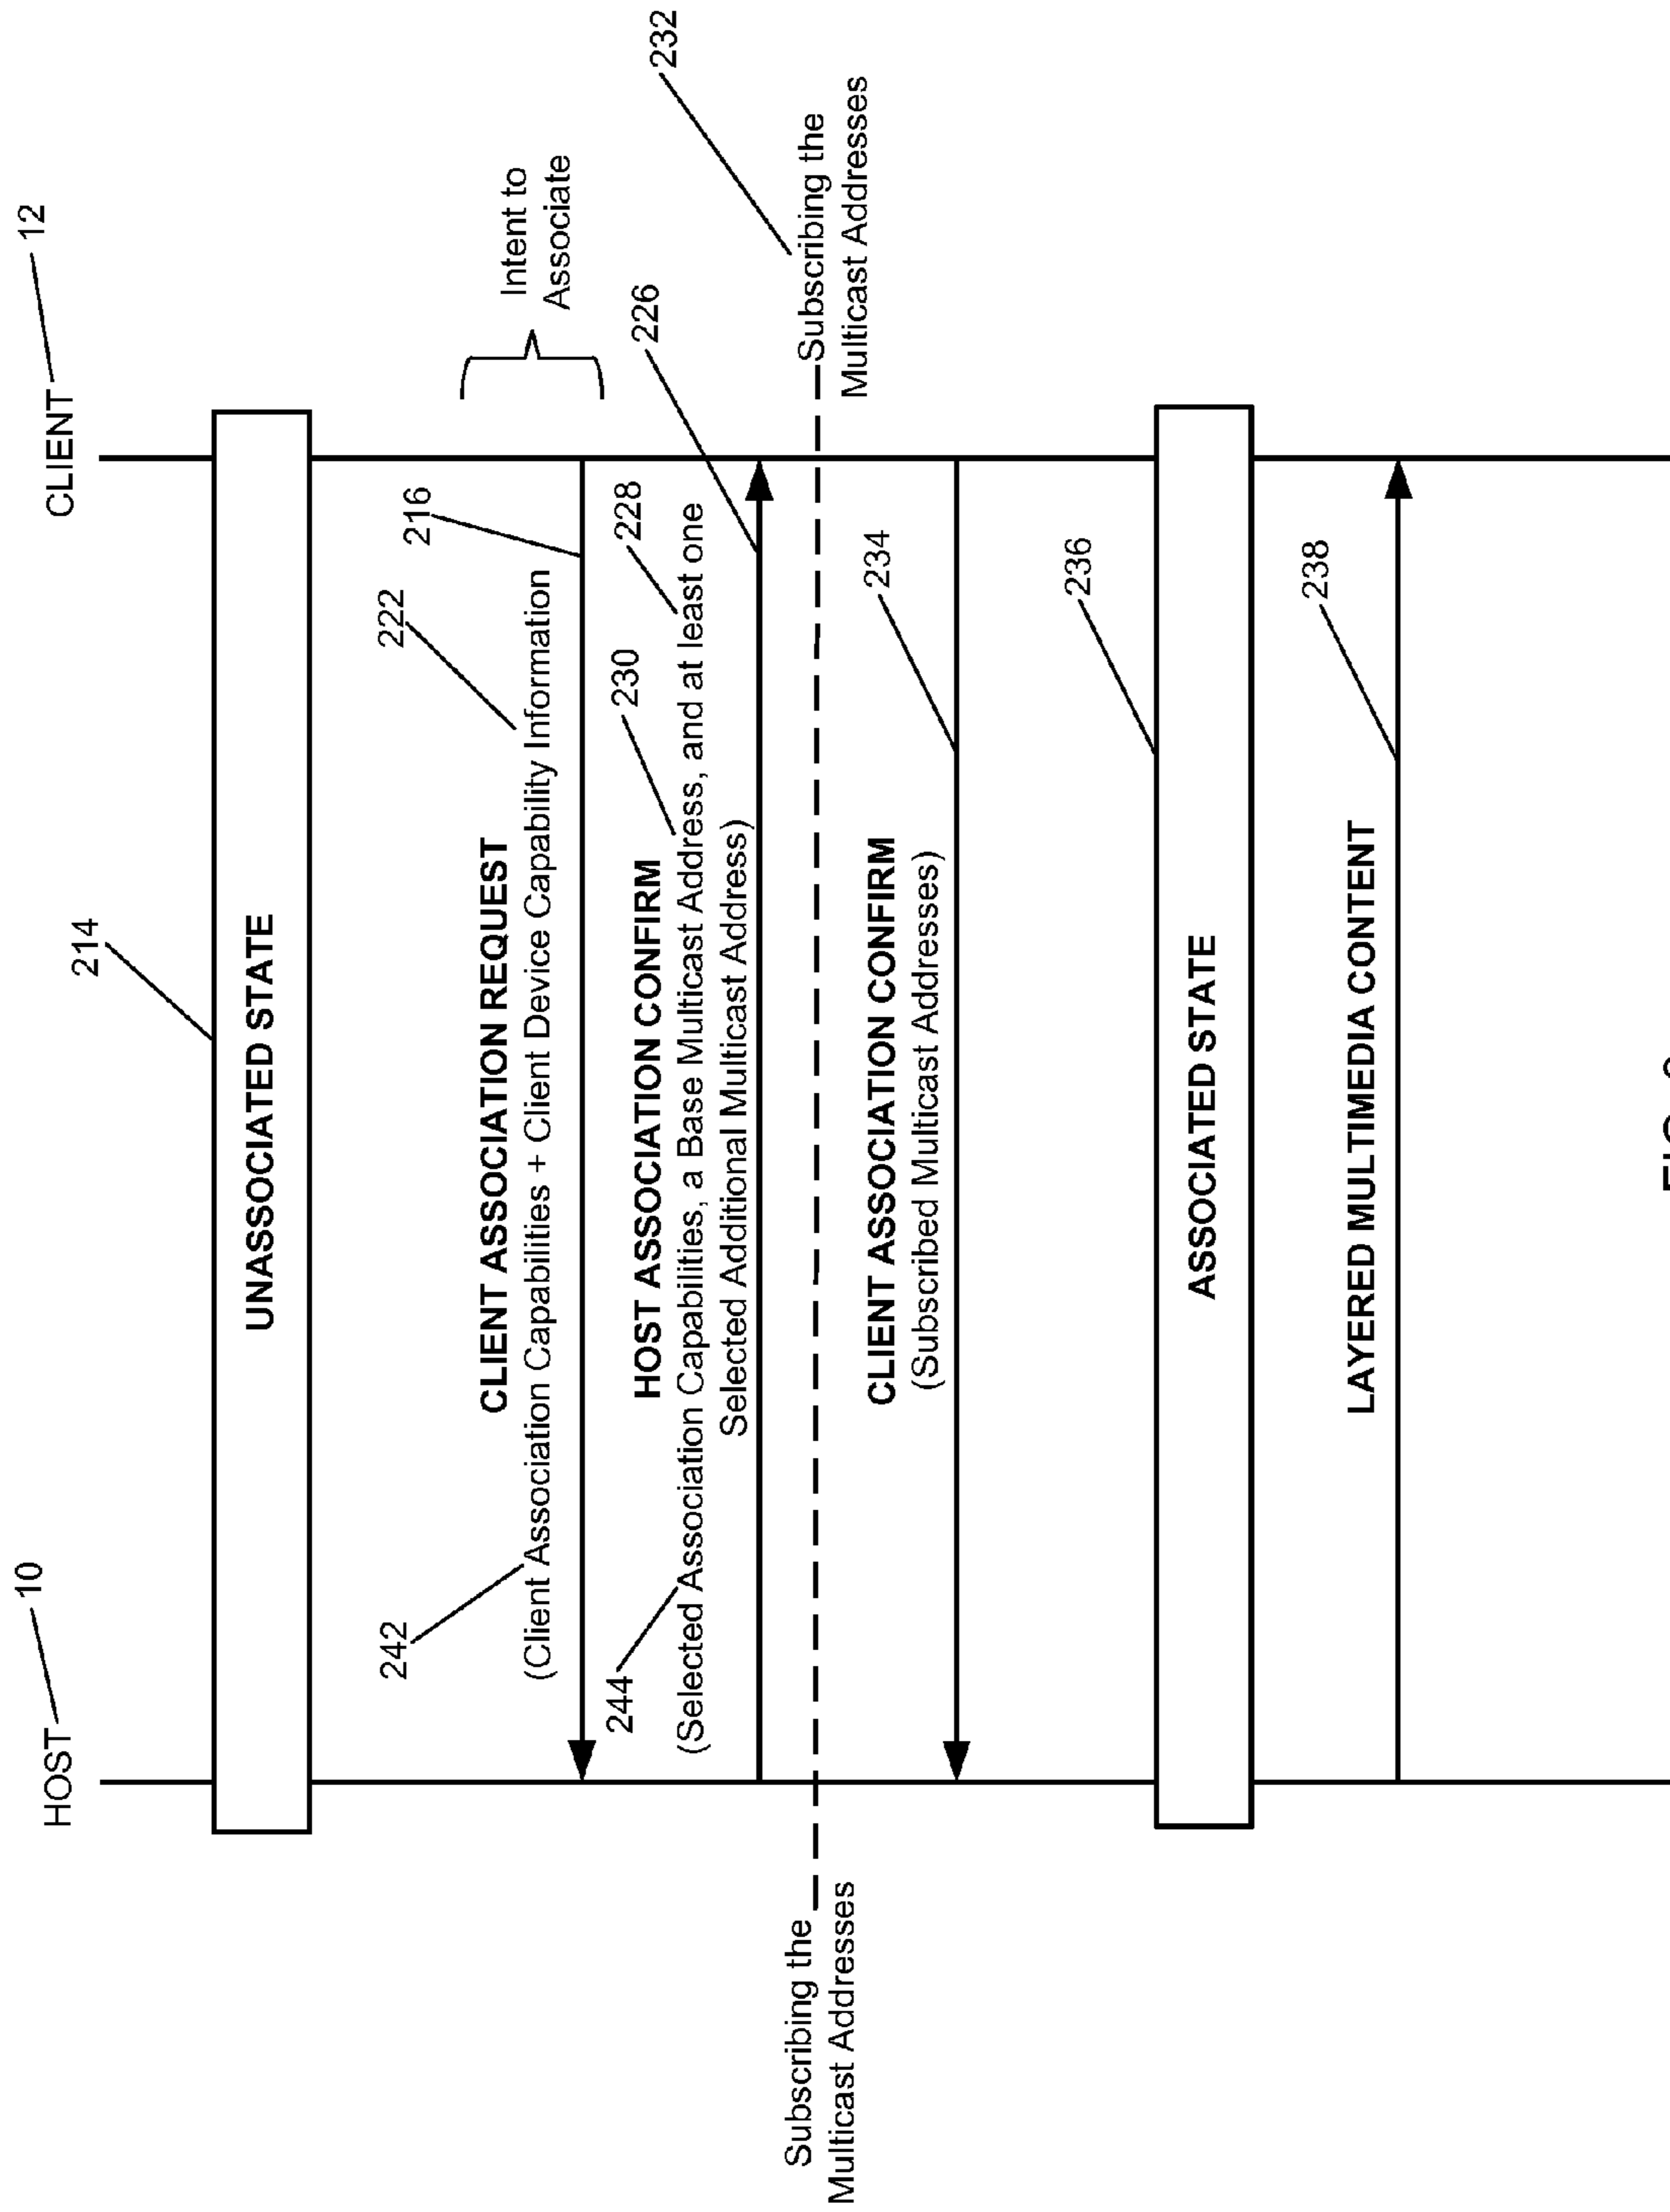 HOST 10
CLIENT 12
214
UNASSOCIATED STATE
242
222
216
CLIENT ASSOCIATION REQUEST
(Client Association Capabilities + Client Device Capability Information
Intent to
Associate
244
230
228
226
HOST ASSOCIATION CONFIRM
(Selected Association Capabilities, a Base Multicast Address, and at least one
Selected Additional Multicast Address)
232
Subscribing the
Multicast Addresses
Subscribing the
Multicast Addresses
234
CLIENT ASSOCIATION CONFIRM
(Subscribed Multicast Addresses)
236
ASSOCIATED STATE
238
LAYERED MULTIMEDIA CONTENT